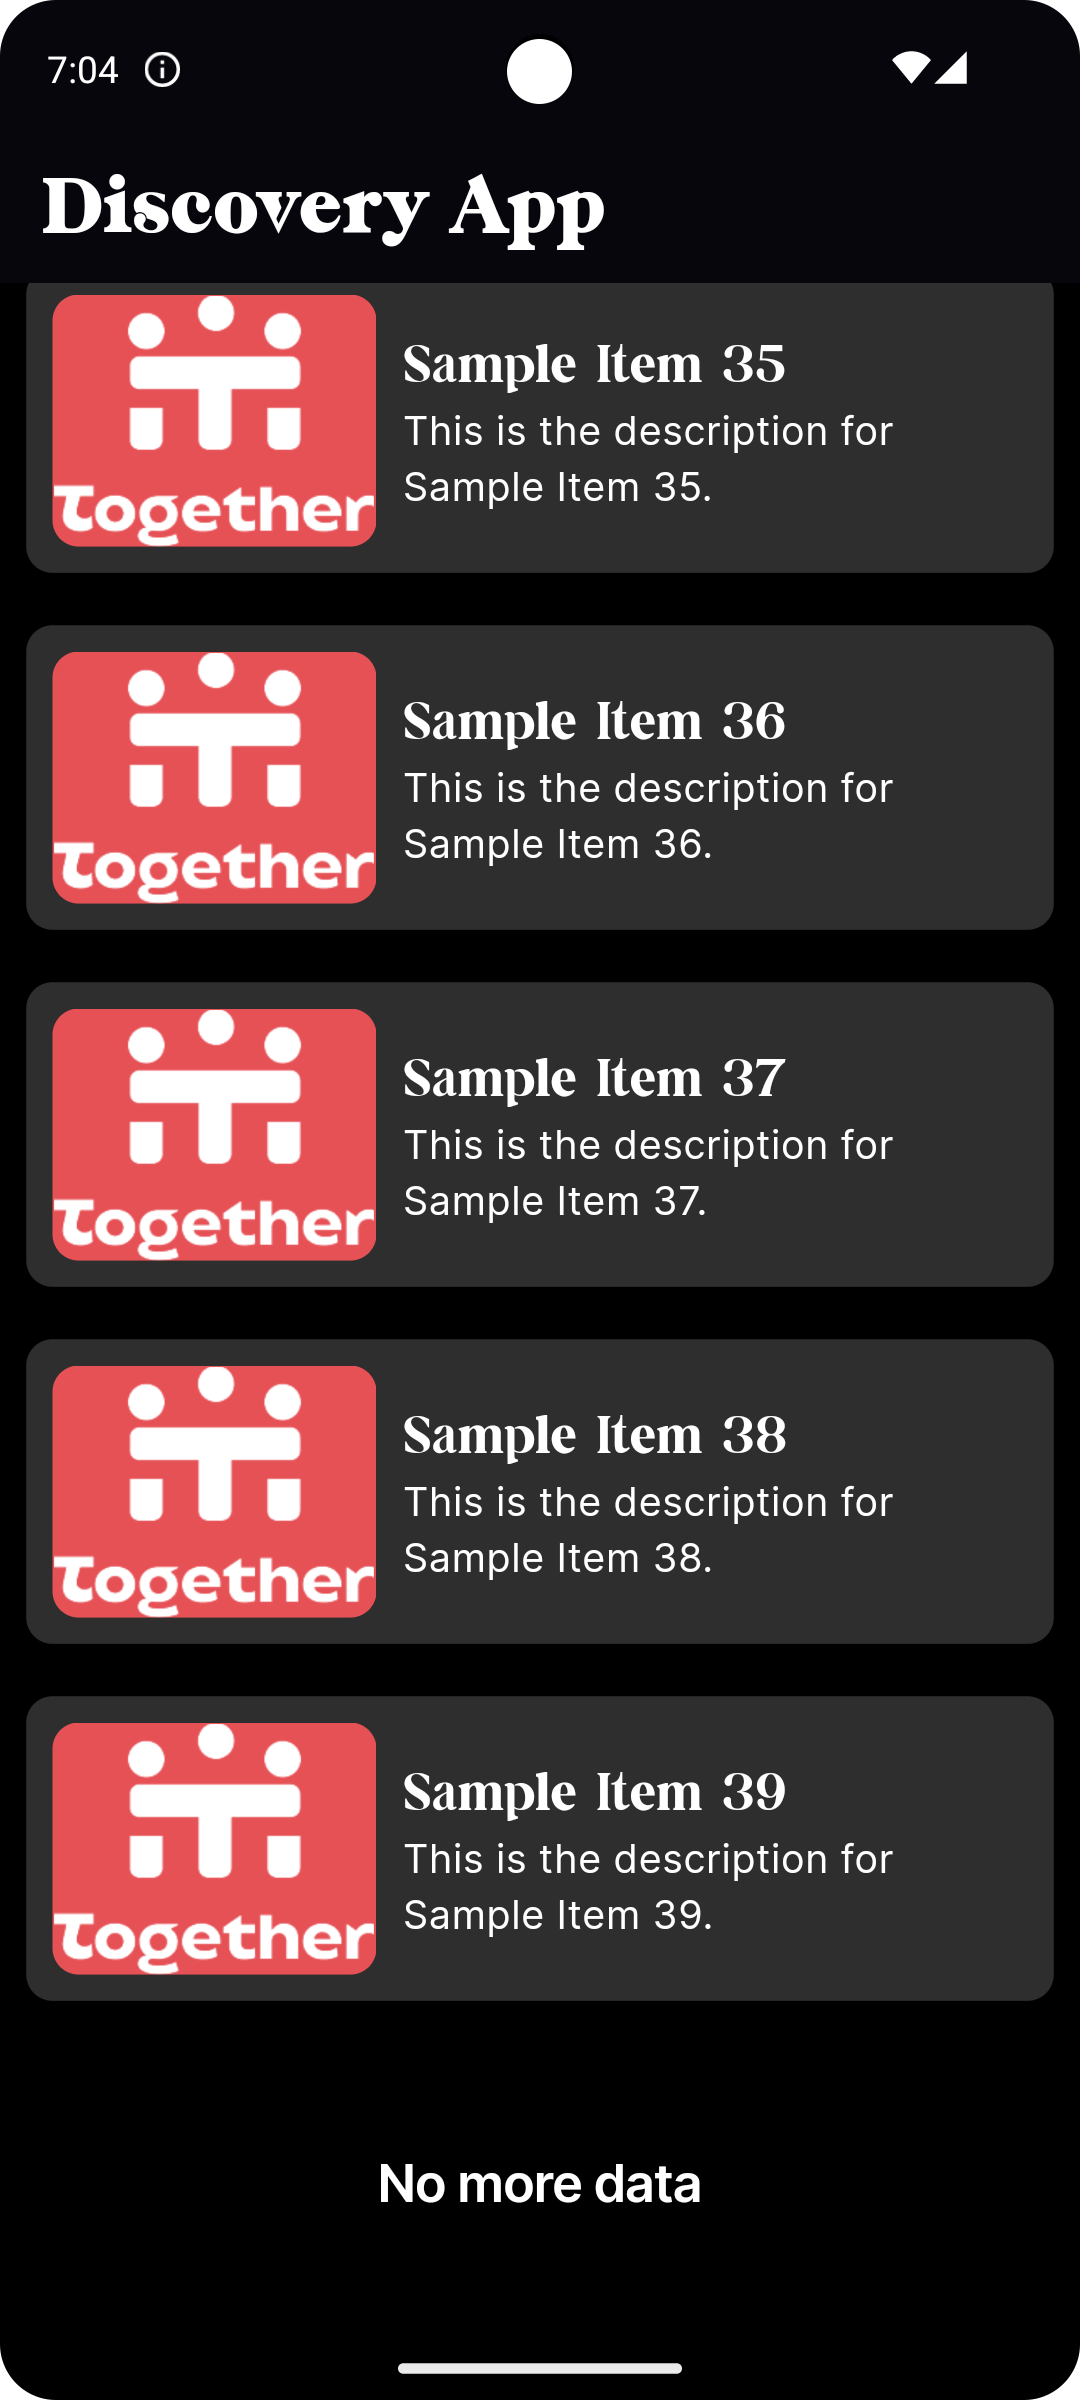 7:04
Discovery App
Together
Sample Item 35
This is the description for
Sample Item 35.
Together
Sample Item 36
This is the description for
Sample Item 36.
Together
Sample Item 37
This is the description for
Sample Item 37.
Together
Sample Item 38
This is the description for
Sample Item 38.
Together
Sample Item 39
This is the description for
Sample Item 39.
No more data